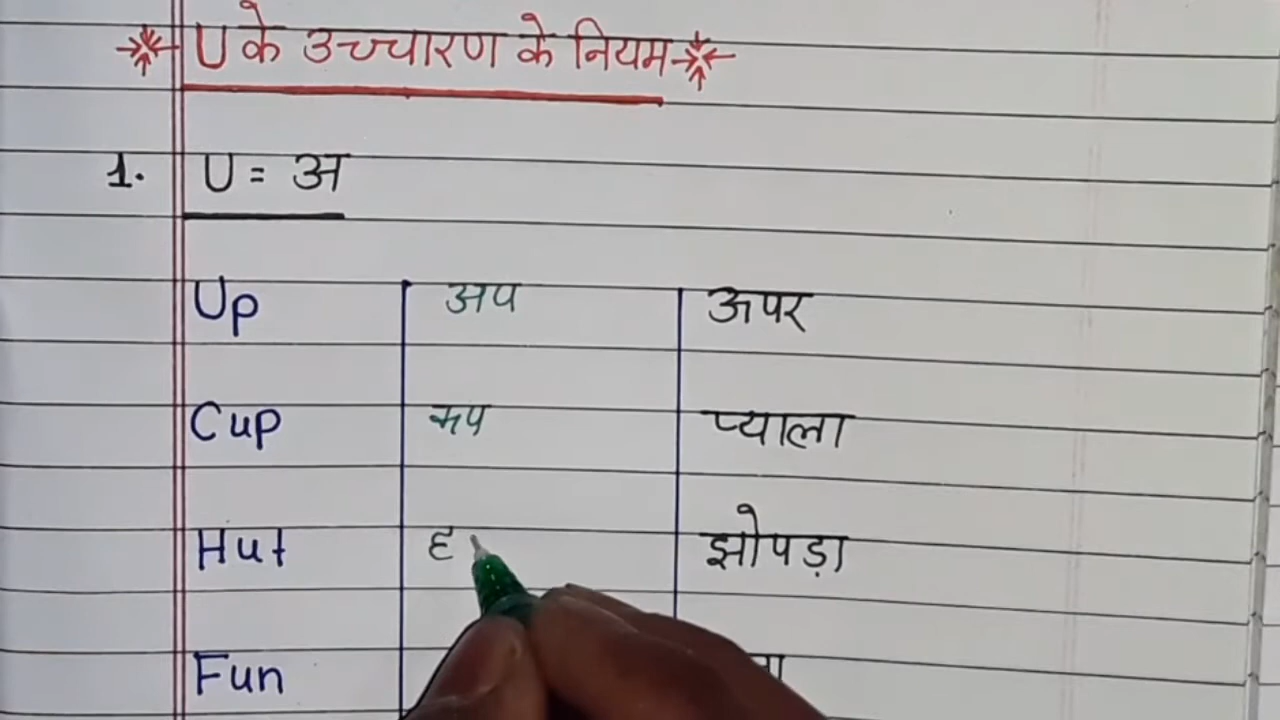 U के उच्चारण के नियम
1. U = अ
Up अप ऊपर
Cup कप प्याला
Hut ह झोपड़ा
Fun